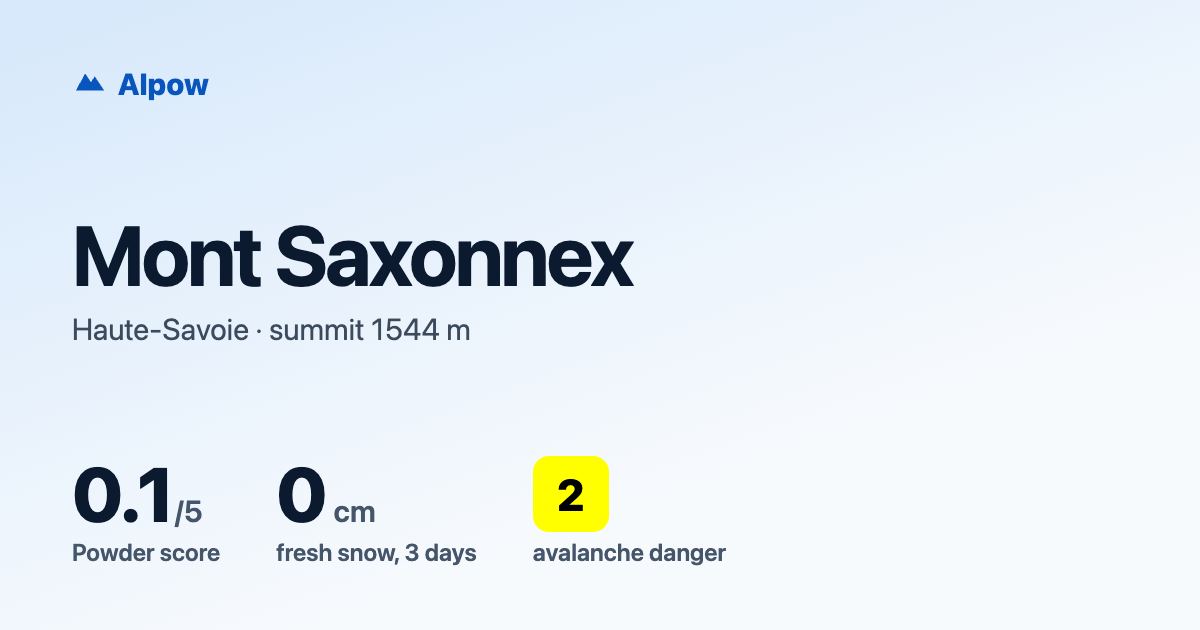 Alpow
Mont Saxonnex
Haute-Savoie · summit 1544 m
0.1/5
Powder score
0 cm
fresh snow, 3 days
2
avalanche danger